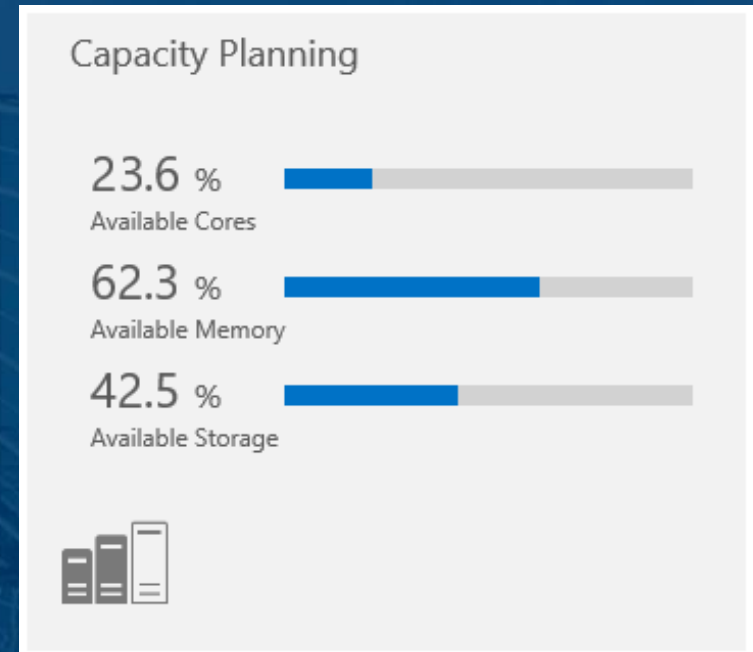 Capacity Planning
23.6 %
Available Cores
62.3 %
Available Memory
42.5 %
Available Storage